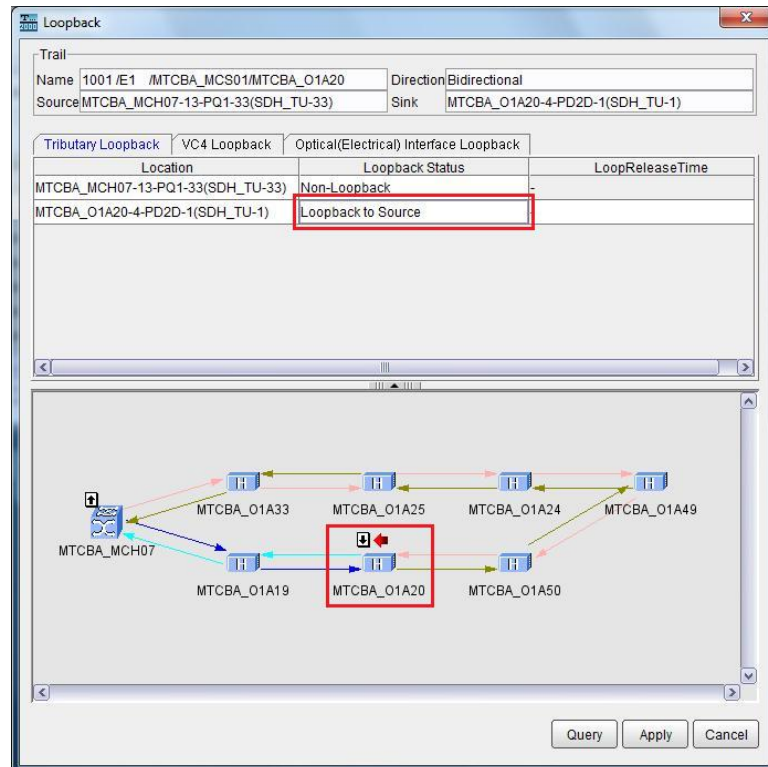 Loopback
Trail
Name 1001 /E1 /MTCBA_MCS01/MTCBA_O1A20 Direction Bidirectional
Source MTCBA_MCH07-13-PQ1-33(SDH_TU-33) Sink MTCBA_O1A20-4-PD2D-1(SDH_TU-1)
Tributary Loopback VC4 Loopback Optical(Electrical) Interface Loopback
Location Loopback Status LoopReleaseTime
MTCBA_MCH07-13-PQ1-33(SDH_TU-33) Non-Loopback -
MTCBA_O1A20-4-PD2D-1(SDH_TU-1) Loopback to Source
MTCBA_O1A33 MTCBA_O1A25 MTCBA_O1A24 MTCBA_O1A49
MTCBA_MCH07
MTCBA_O1A19 MTCBA_O1A20 MTCBA_O1A50
Query Apply Cancel